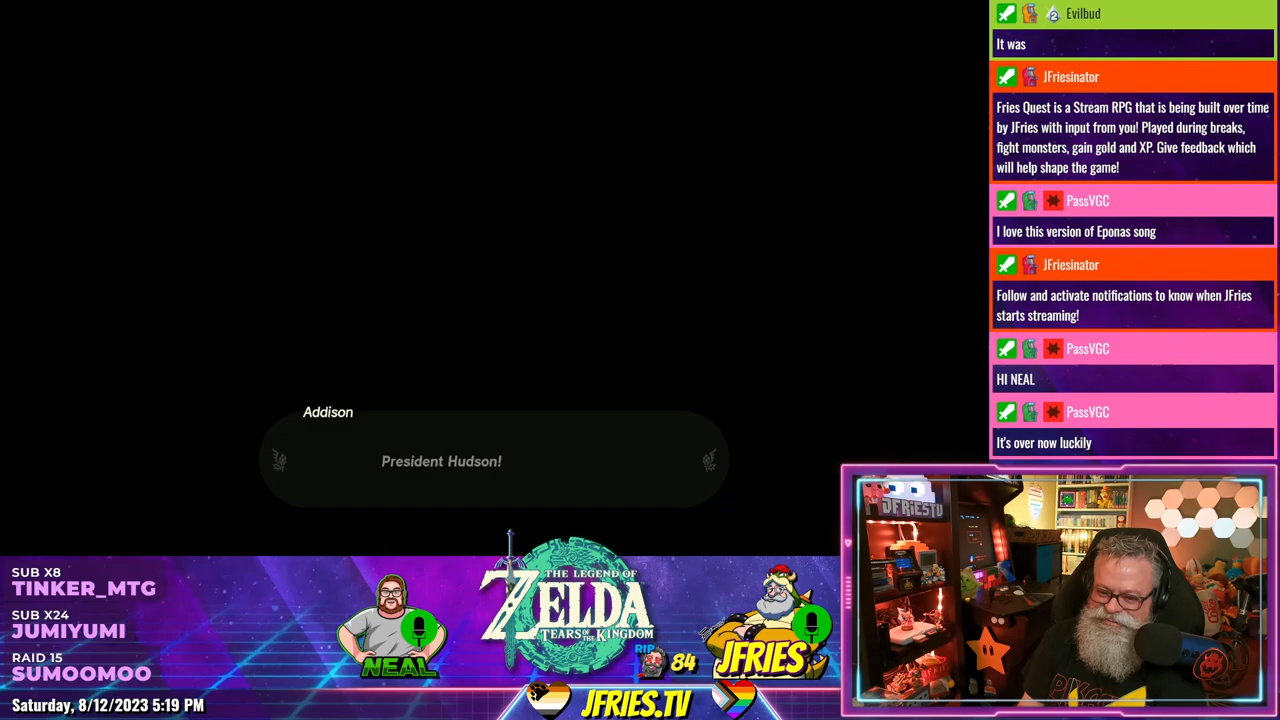 Evilbud
It was
JFriesinator
Fries Quest is a Stream RPG that is being built over time
by JFries with input from you! Played during breaks,
fight monsters, gain gold and XP. Give feedback which
will help shape the game!
PassVGC
I love this version of Eponas song
JFriesinator
Follow and activate notifications to know when JFries
starts streaming!
PassVGC
HI NEAL
PassVGC
It's over now luckily
Addison
President Hudson!
SUB X8
TINKER_MTG
SUB X24
JUMIYUMI
RAID 15
SUMOOMOO
Saturday, 8/12/2023 5:19 PM
NEAL
THE LEGEND OF
ZELDA
TEARS OF THE KINGDOM
RIP
84
JFRIES
JFRIES.TV
JFRIESTV